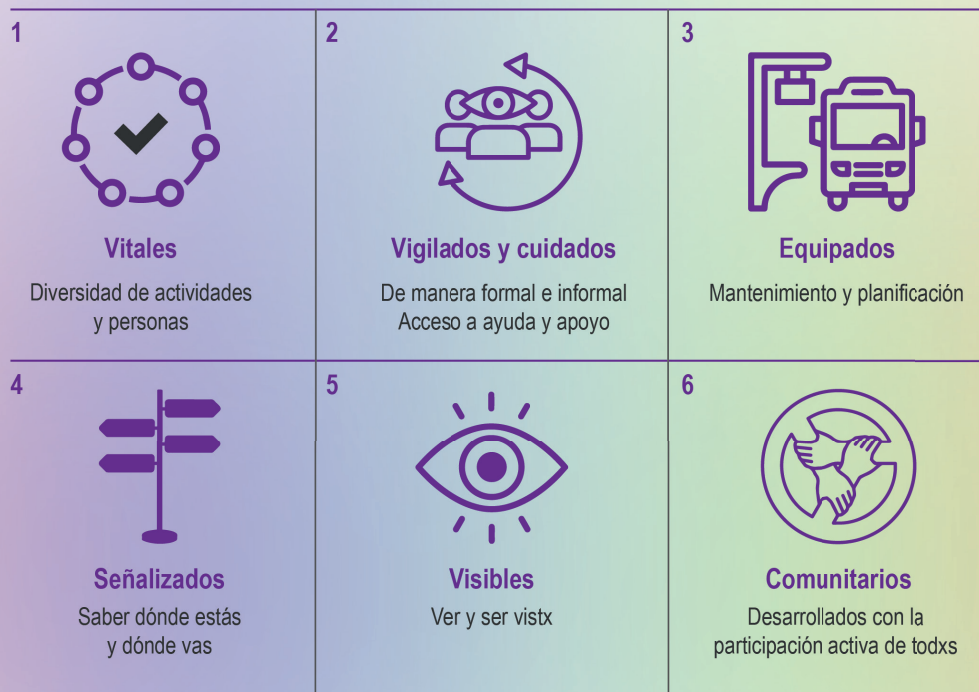 1
Vitales
Diversidad de actividades
y personas
2
Vigilados y cuidados
De manera formal e informal
Acceso a ayuda y apoyo
3
Equipados
Mantenimiento y planificación
4
Señalizados
Saber dónde estás
y dónde vas
5
Visibles
Ver y ser vistx
6
Comunitarios
Desarrollados con la
participación activa de todxs